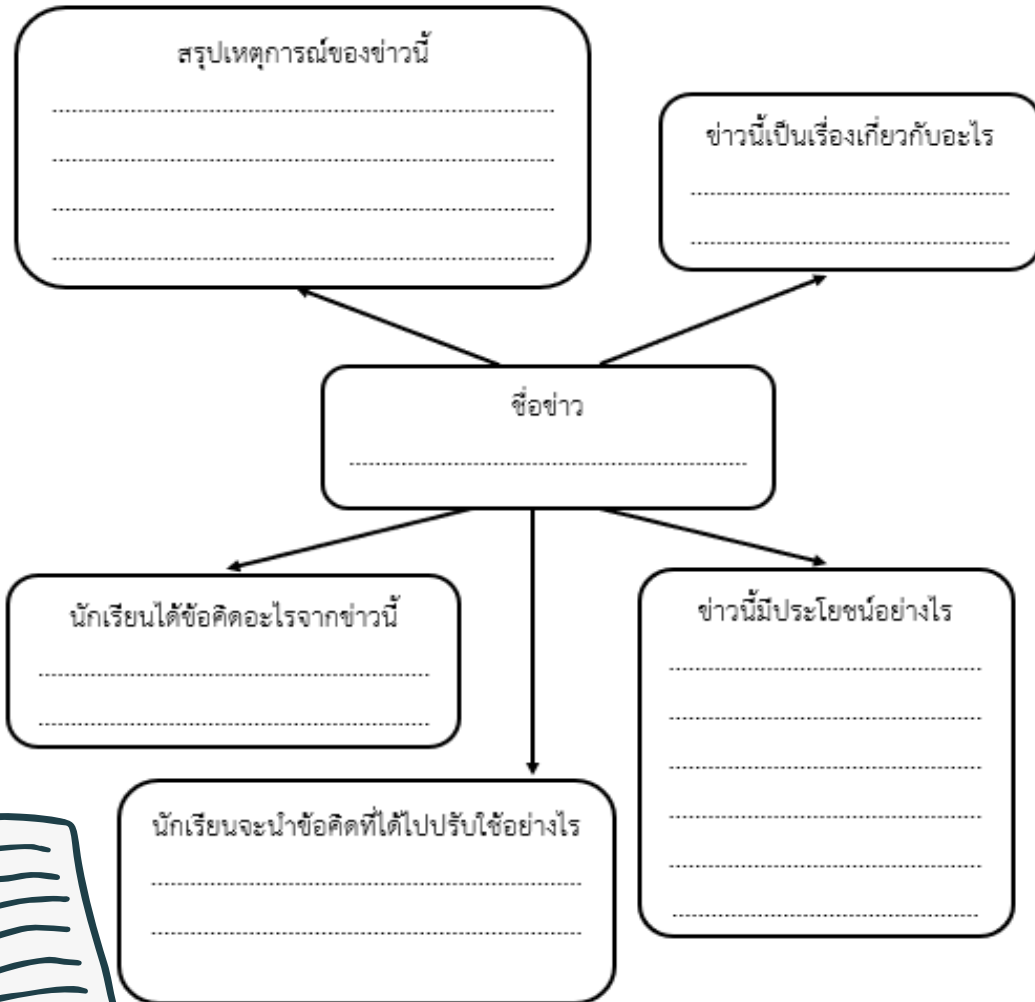 สรุปเหตุการณ์ของข่าวนี้
ข่าวนี้เป็นเรื่องเกี่ยวกับอะไร
ชื่อข่าว
นักเรียนได้ข้อคิดอะไรจากข่าวนี้
ข่าวนี้มีประโยชน์อย่างไร
นักเรียนจะนำข้อคิดที่ได้ไปปรับใช้อย่างไร